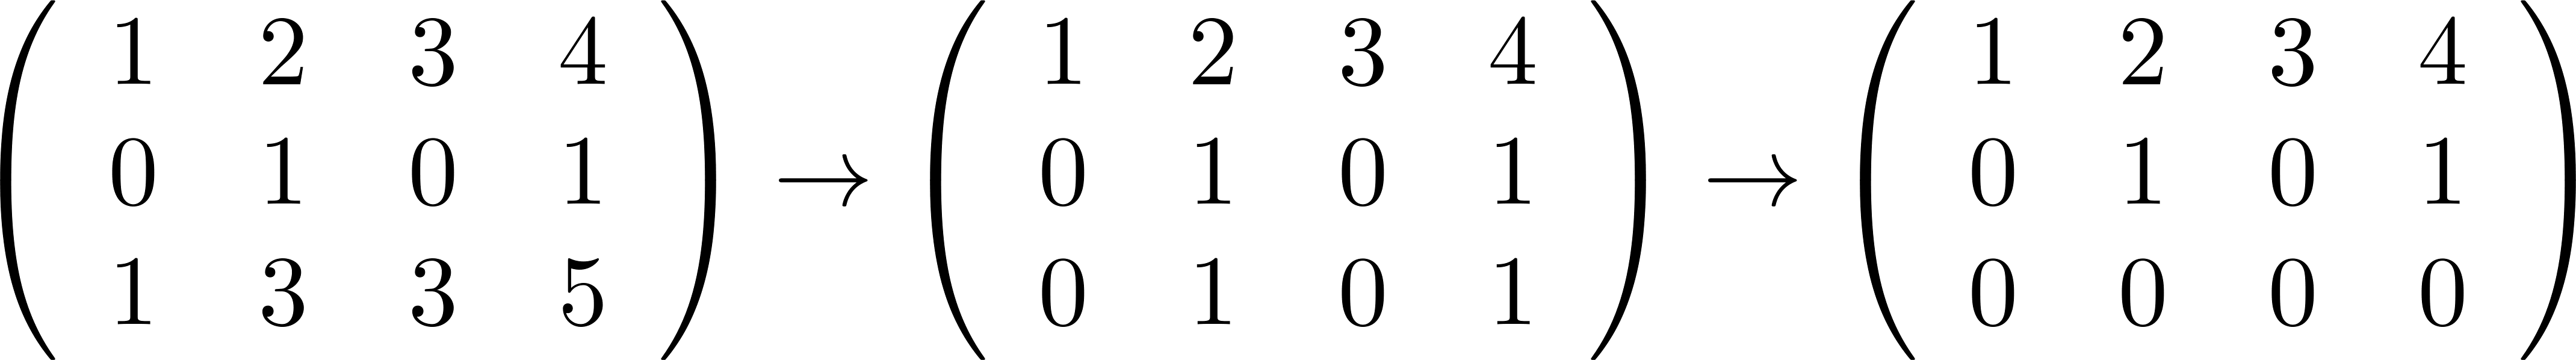 ( 1 2 3 4 ) ( 1 2 3 4 ) ( 1 2 3 4 )
( 0 1 0 1 ) → ( 0 1 0 1 ) → ( 0 1 0 1 )
( 1 3 3 5 ) ( 0 1 0 1 ) ( 0 0 0 0 )